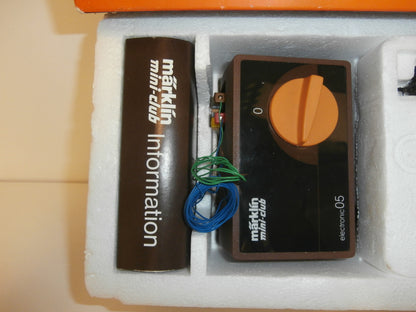 märklin
mini-club
Information
0
märklin
mini-club
electronic 05